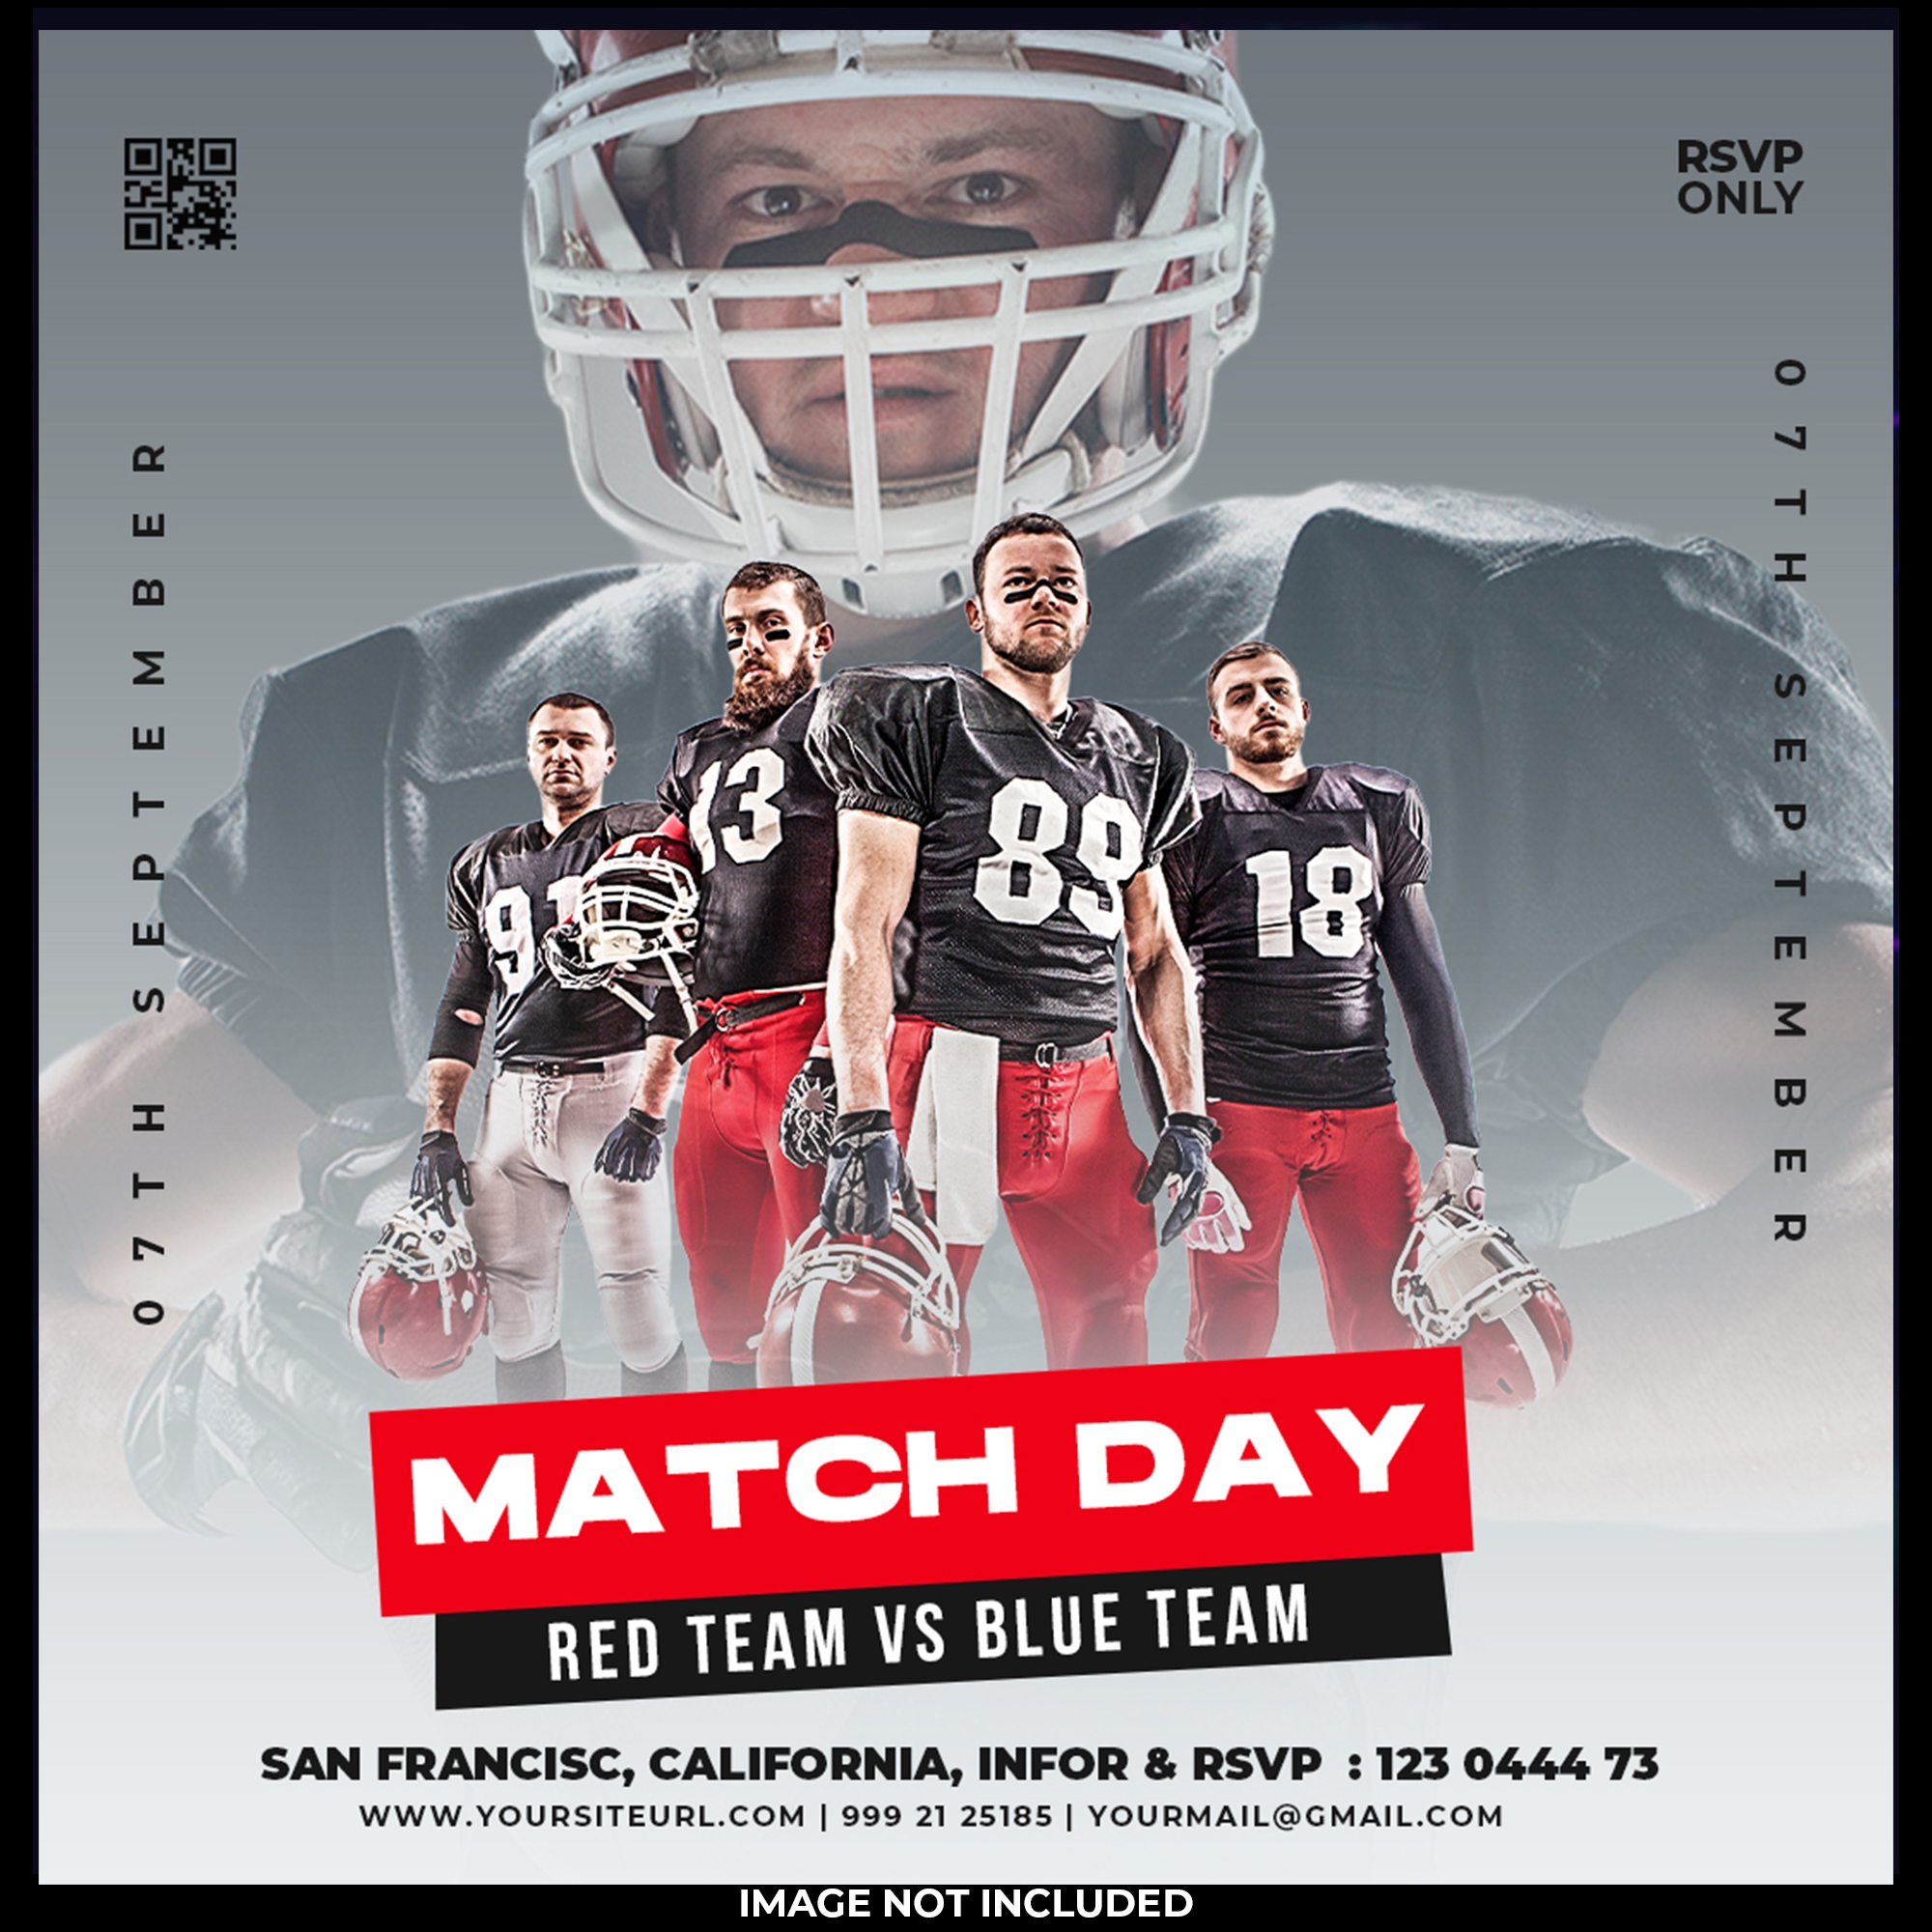 RSVP
ONLY
07TH SEPTEMBER
07TH SEPTEMBER
91
13
89
18
MATCH DAY
RED TEAM VS BLUE TEAM
SAN FRANCISC, CALIFORNIA, INFOR & RSVP : 123 0444 73
WWW.YOURSITEURL.COM | 999 21 25185 | YOURMAIL@GMAIL.COM
IMAGE NOT INCLUDED